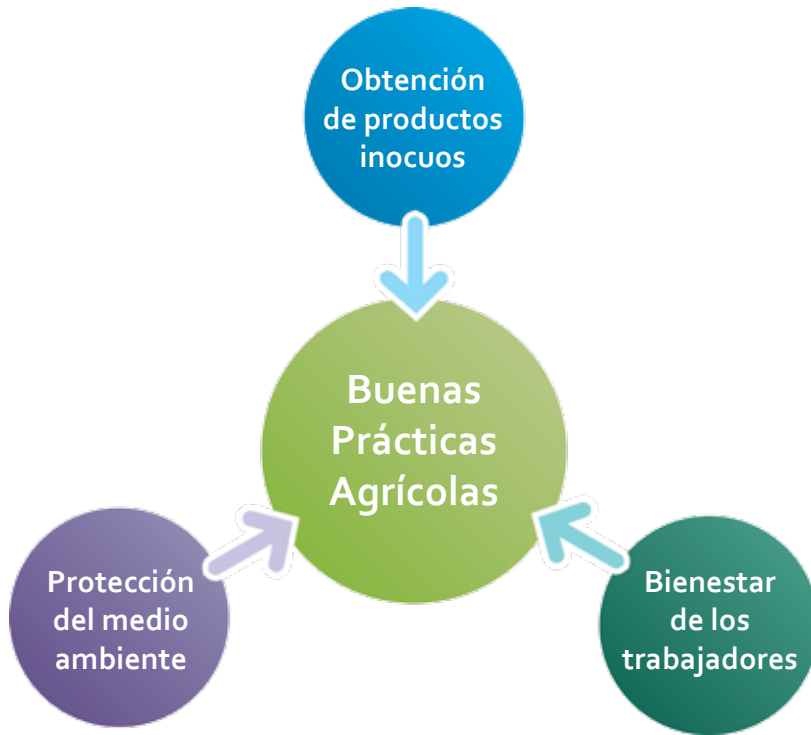 Obtención
de productos
inocuos
Buenas
Prácticas
Agrícolas
Protección
del medio
ambiente
Bienestar
de los
trabajadores